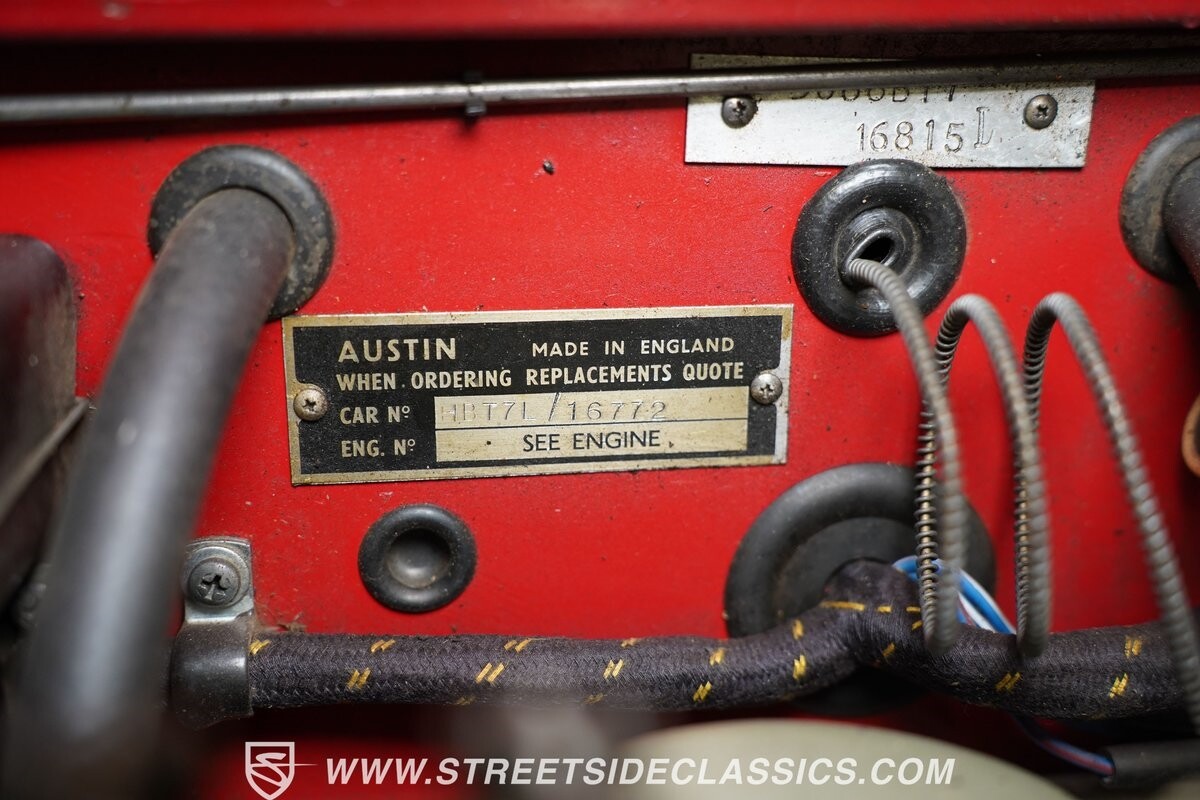 16815L
AUSTIN MADE IN ENGLAND
WHEN ORDERING REPLACEMENTS QUOTE
CAR Nº HBT7L/16772
ENG. Nº SEE ENGINE
WWW.STREETSIDECLASSICS.COM